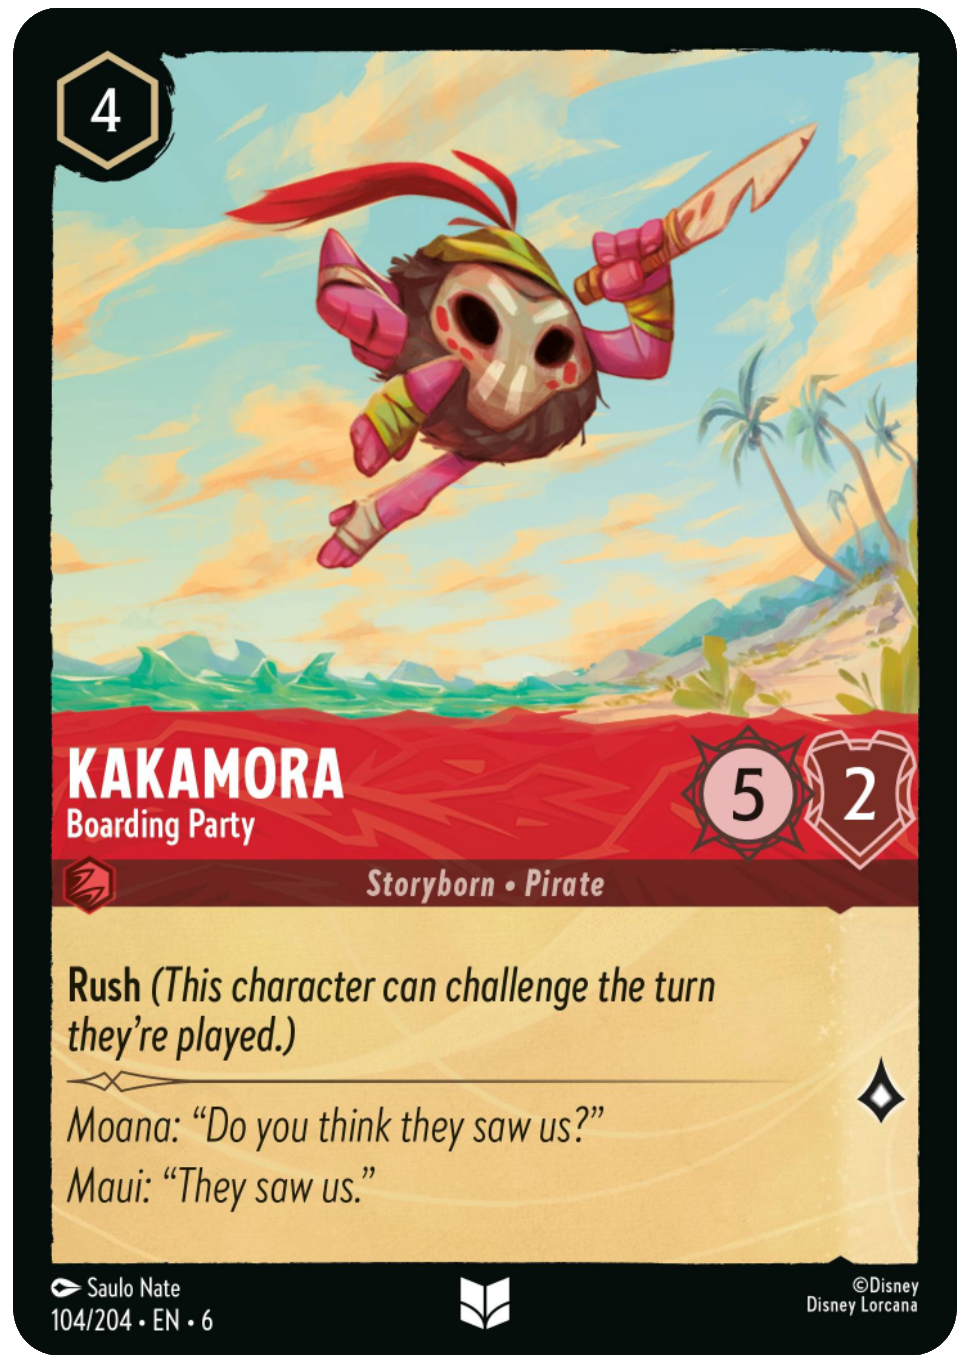 4
KAKAMORA
Boarding Party
5
2
Storyborn • Pirate
Rush (This character can challenge the turn
they’re played.)
Moana: “Do you think they saw us?”
Maui: “They saw us.”
Saulo Nate
104/204 • EN • 6
©Disney
Disney Lorcana